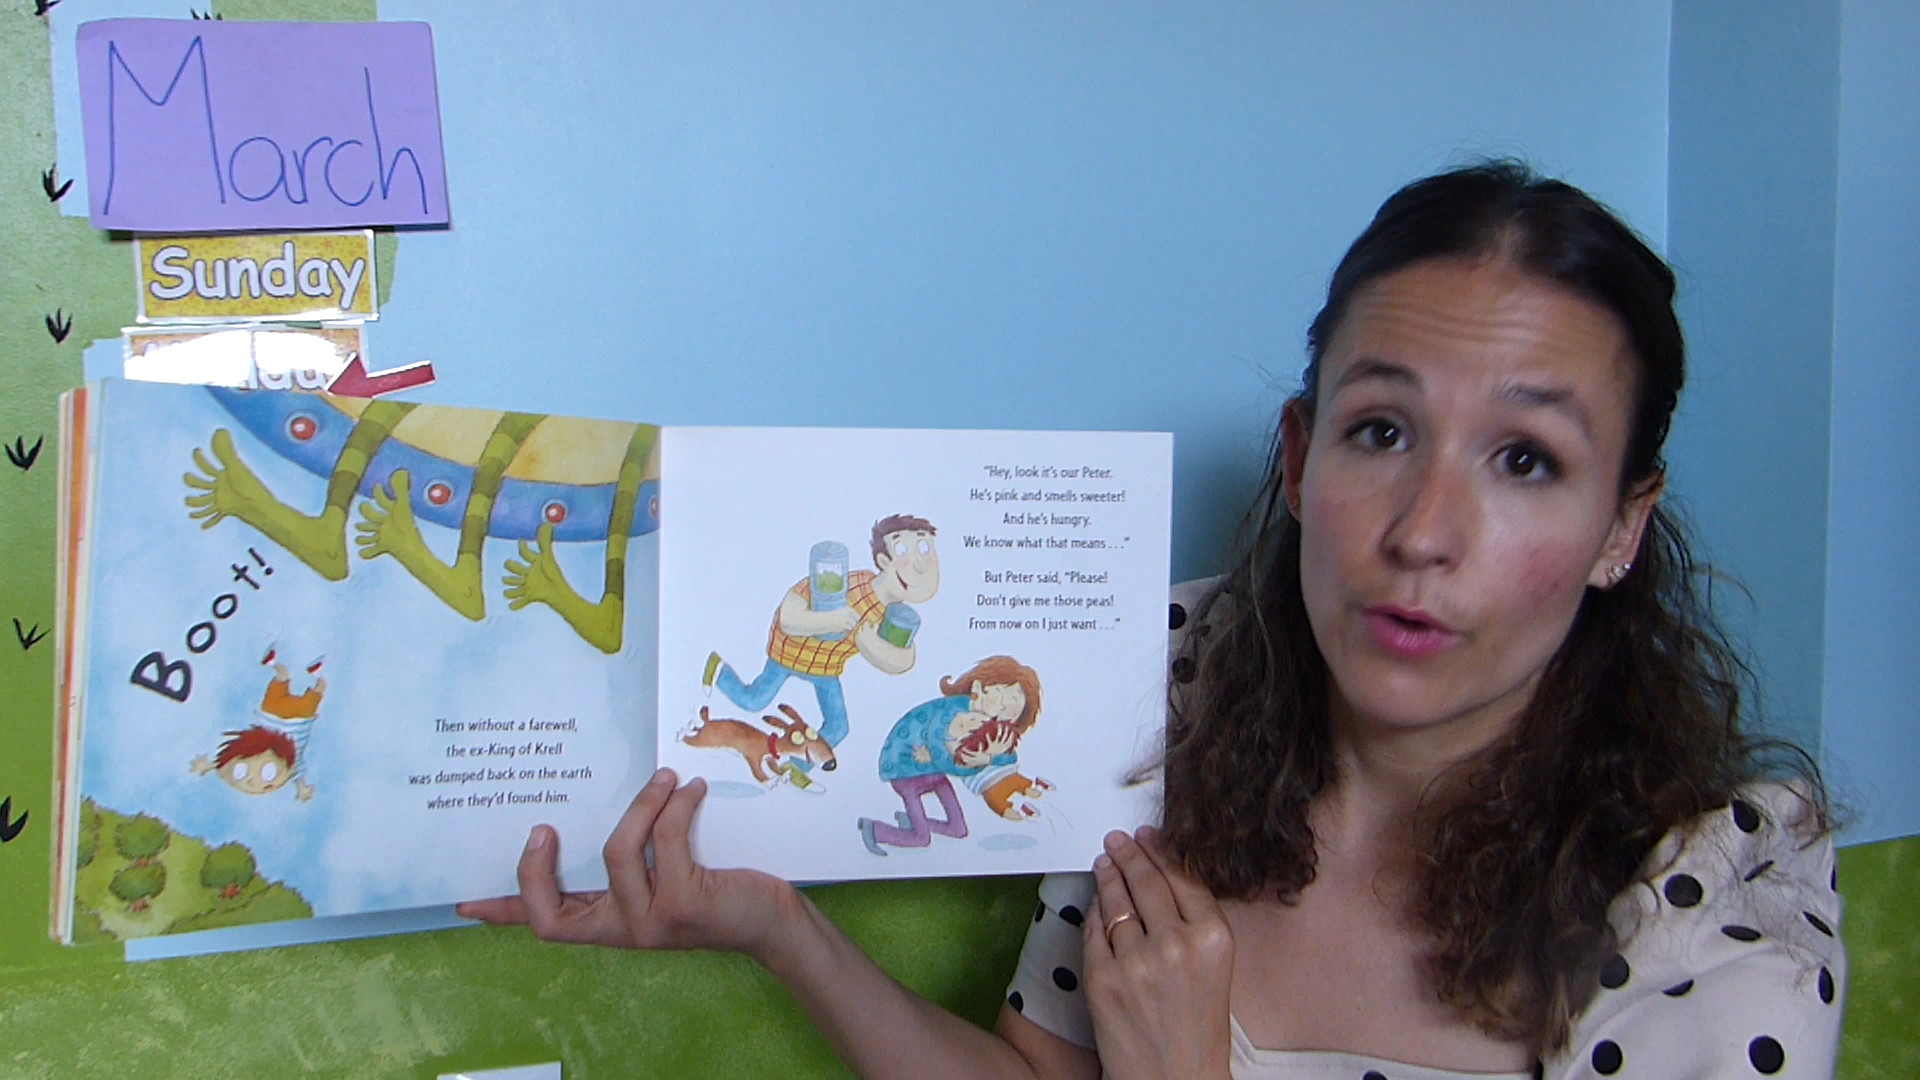 March
Sunday
Boot!
Then without a farewell,
the ex-King of Krell
was dumped back on the earth
where they'd found him.
"Hey, look it's our Peter.
He's pink and smells sweeter!
And he's hungry.
We know what that means . . ."
But Peter said, "Please!
Don't give me those peas!
From now on I just want . . ."